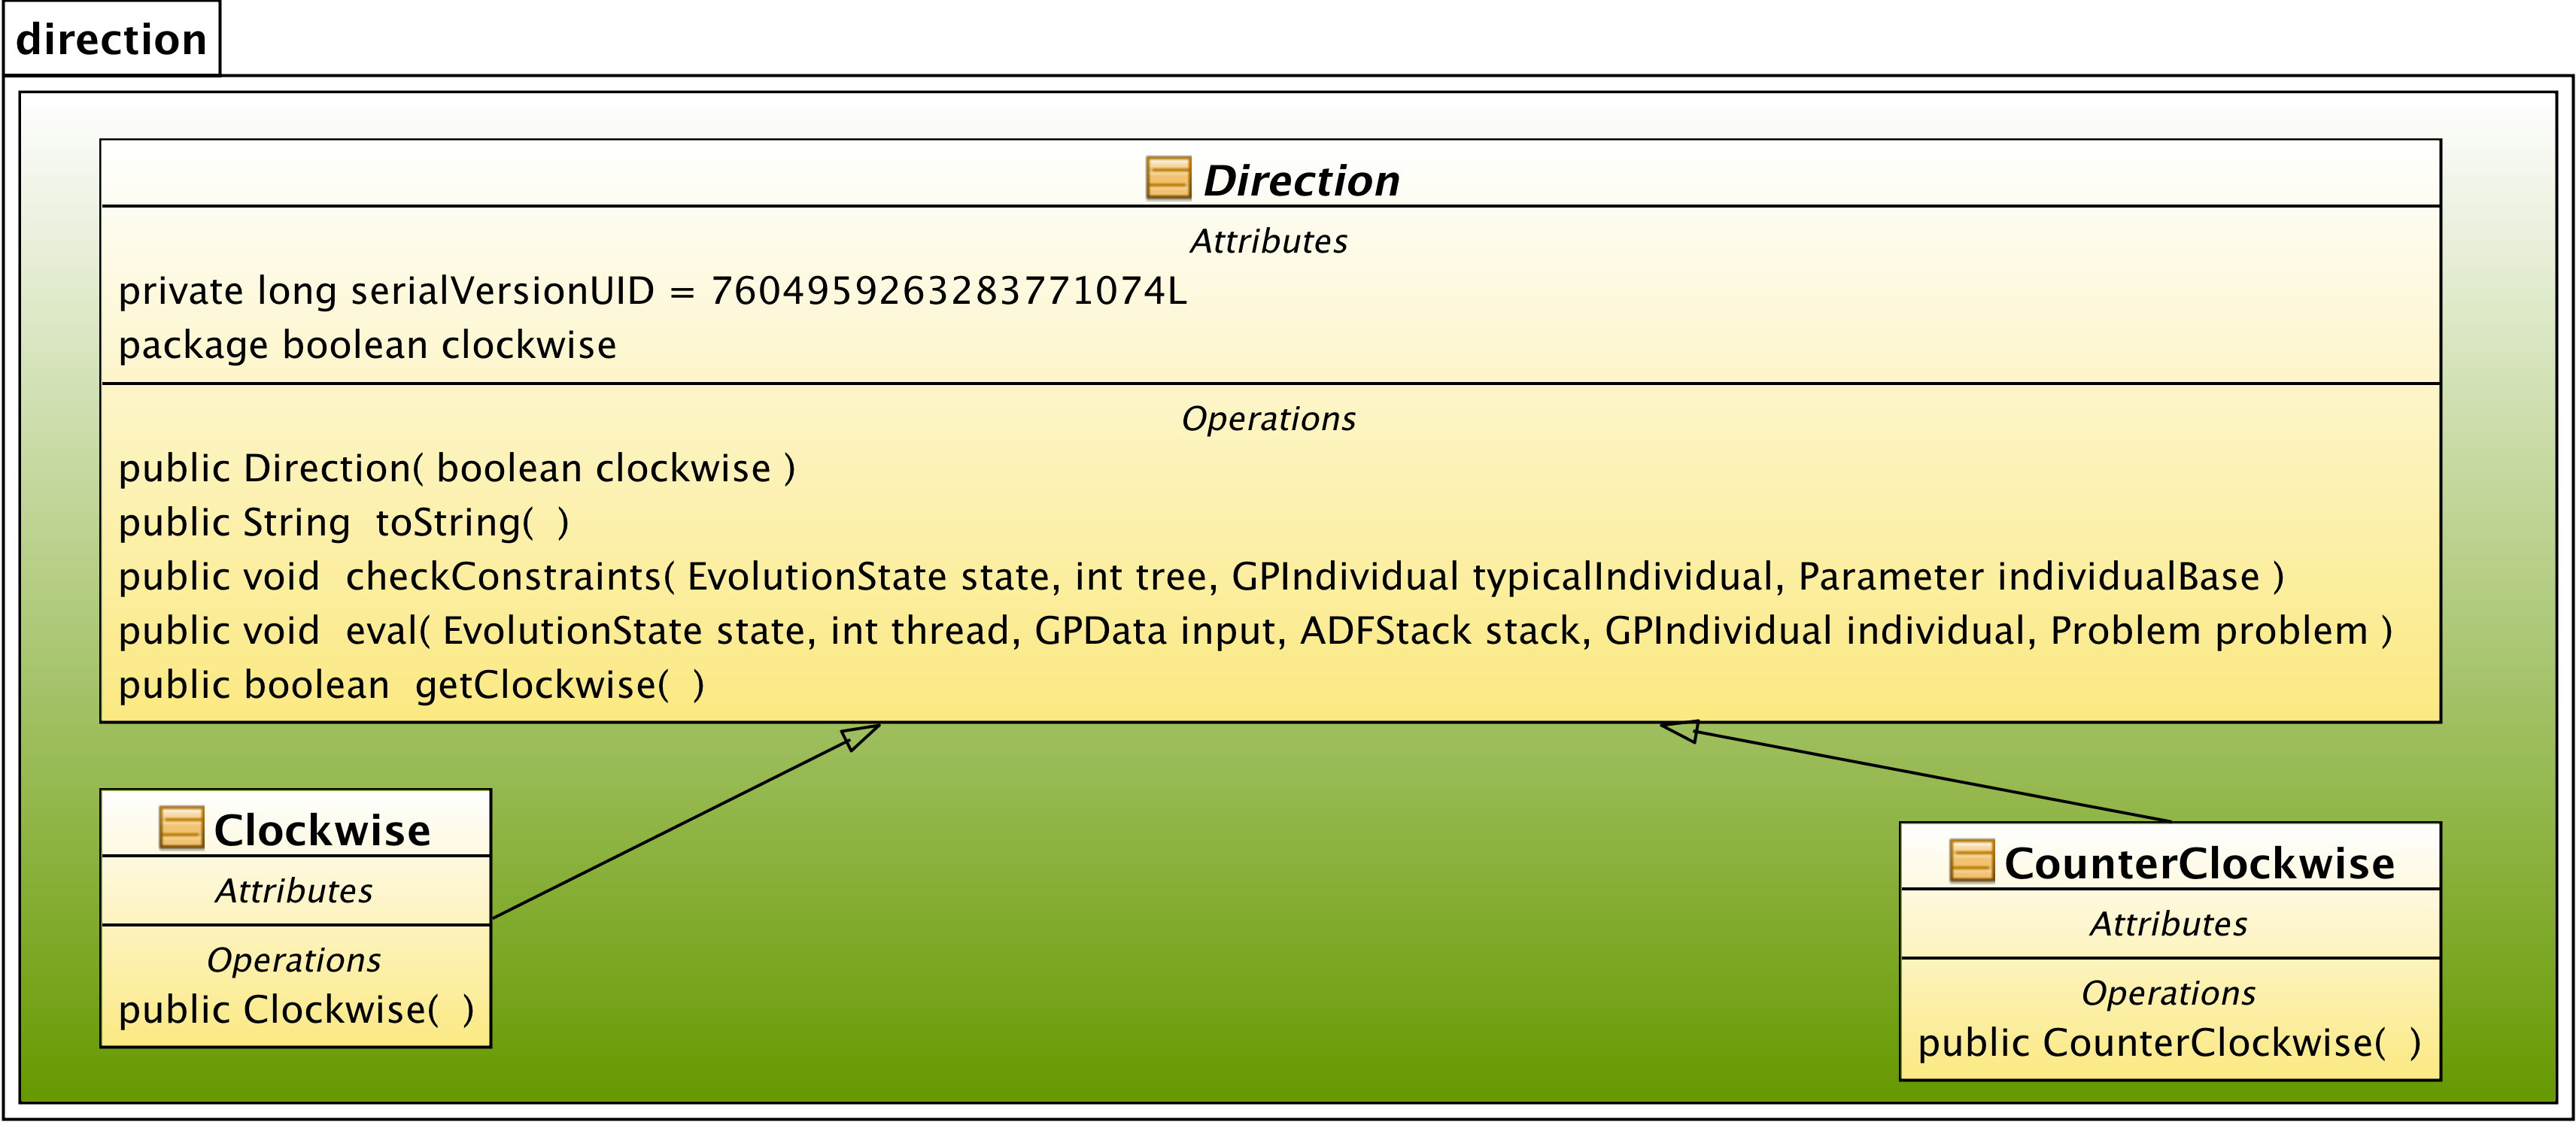 direction
Direction
Attributes
private long serialVersionUID = 7604959263283771074L
package boolean clockwise
Operations
public Direction( boolean clockwise )
public String  toString(  )
public void  checkConstraints( EvolutionState state, int tree, GPIndividual typicalIndividual, Parameter individualBase )
public void  eval( EvolutionState state, int thread, GPData input, ADFStack stack, GPIndividual individual, Problem problem )
public boolean  getClockwise(  )
Clockwise
Attributes
Operations
public Clockwise(  )
CounterClockwise
Attributes
Operations
public CounterClockwise(  )